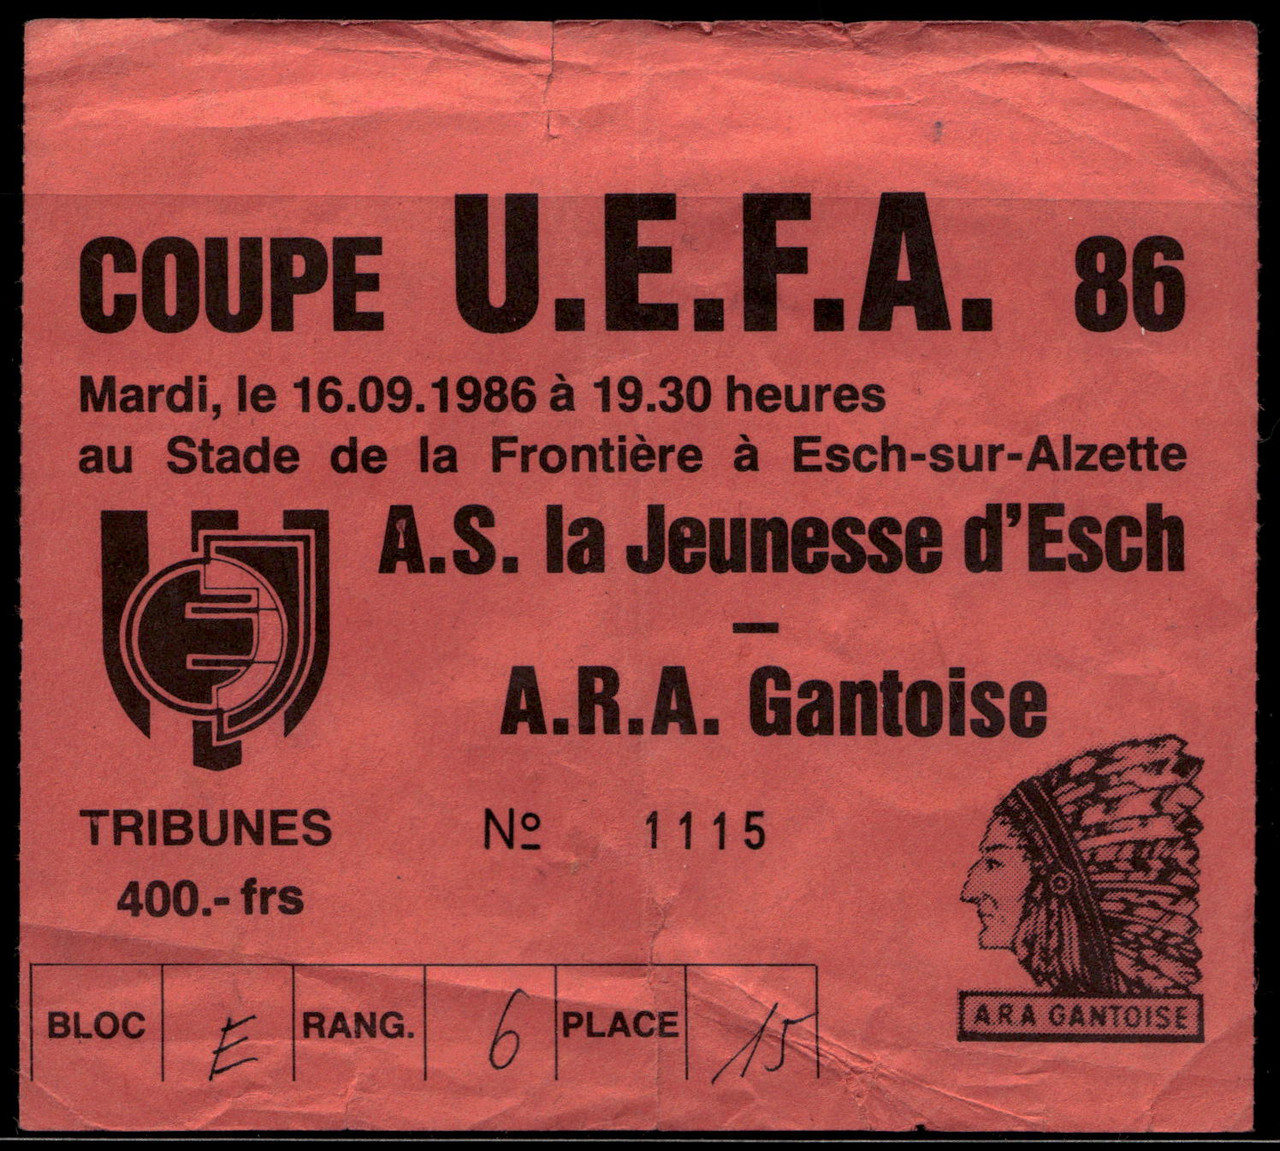 COUPE U.E.F.A. 86
Mardi, le 16.09.1986 à 19.30 heures
au Stade de la Frontière à Esch-sur-Alzette
A.S. la Jeunesse d'Esch
–
A.R.A. Gantoise
TRIBUNES Nº 1115
400.- frs
BLOC E RANG. 6 PLACE 15
ARA GANTOISE